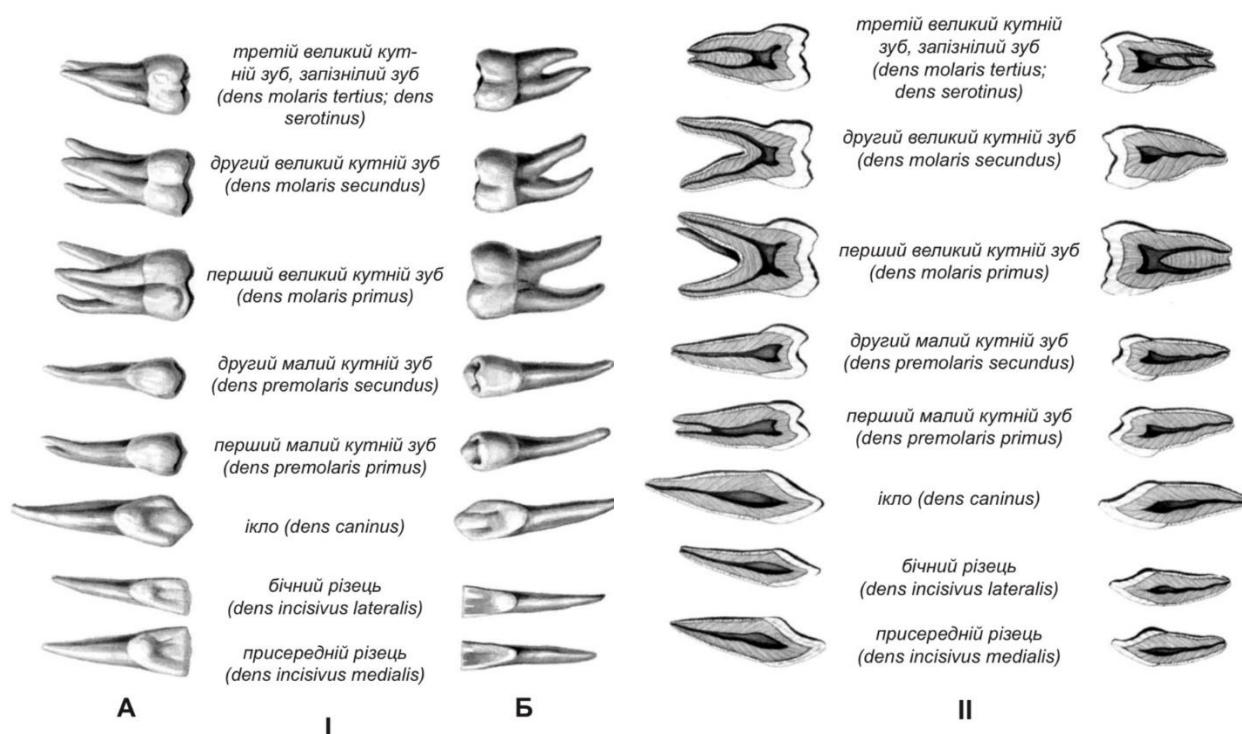 третій великий кут-
ній зуб, запізнілий зуб
(dens molaris tertius; dens
serotinus)
другий великий кутній зуб
(dens molaris secundus)
перший великий кутній зуб
(dens molaris primus)
другий малий кутній зуб
(dens premolaris secundus)
перший малий кутній зуб
(dens premolaris primus)
ікло (dens caninus)
бічний різець
(dens incisivus lateralis)
присередній різець
(dens incisivus medialis)
А
Б
I
третій великий кутній
зуб, запізнілий зуб
(dens molaris tertius;
dens serotinus)
другий великий кутній зуб
(dens molaris secundus)
перший великий кутній зуб
(dens molaris primus)
другий малий кутній зуб
(dens premolaris secundus)
перший малий кутній зуб
(dens premolaris primus)
ікло (dens caninus)
бічний різець
(dens incisivus lateralis)
присередній різець
(dens incisivus medialis)
II